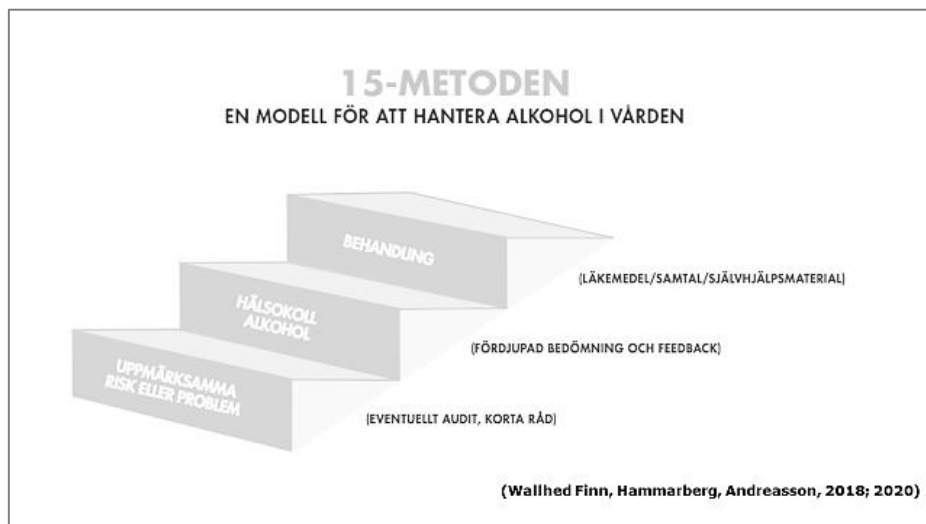 15-METODEN
EN MODELL FÖR ATT HANTERA ALKOHOL I VÅRDEN
BEHANDLING
(LÄKEMEDEL/SAMTAL/SJÄLVHJÄLPSMATERIAL)
HÄLSOKOLL
ALKOHOL
(FÖRDJUPAD BEDÖMNING OCH FEEDBACK)
UPPMÄRKSAMMA
RISK ELLER PROBLEM
(EVENTUELLT AUDIT, KORTA RÅD)
(Wallhed Finn, Hammarberg, Andreasson, 2018; 2020)